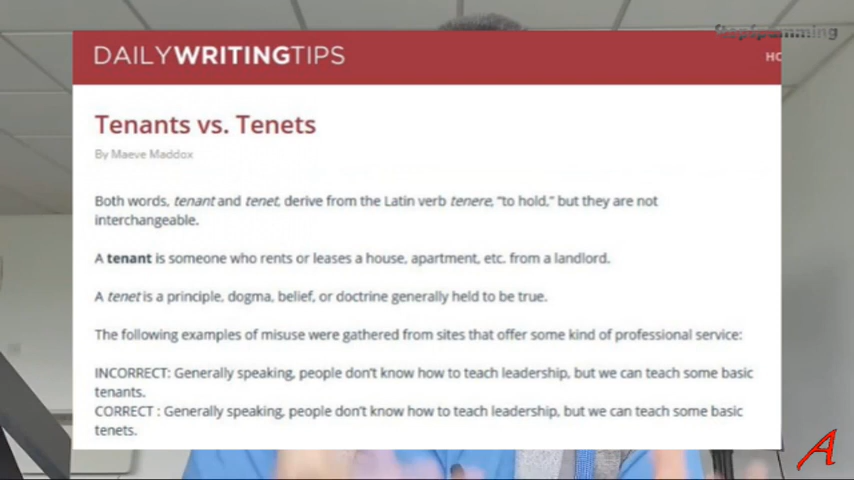 DAILYWRITINGTIPS
HO
Tenants vs. Tenets
By Maeve Maddox
Both words, tenant and tenet, derive from the Latin verb tenere, “to hold,” but they are not
interchangeable.
A tenant is someone who rents or leases a house, apartment, etc. from a landlord.
A tenet is a principle, dogma, belief, or doctrine generally held to be true.
The following examples of misuse were gathered from sites that offer some kind of professional service:
INCORRECT: Generally speaking, people don’t know how to teach leadership, but we can teach some basic
tenants.
CORRECT : Generally speaking, people don’t know how to teach leadership, but we can teach some basic
tenets.
A